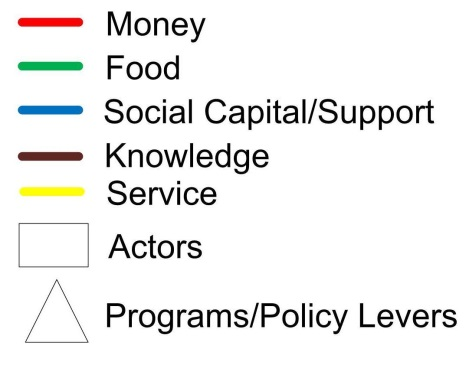 Money
Food
Social Capital/Support
Knowledge
Service
Actors
Programs/Policy Levers